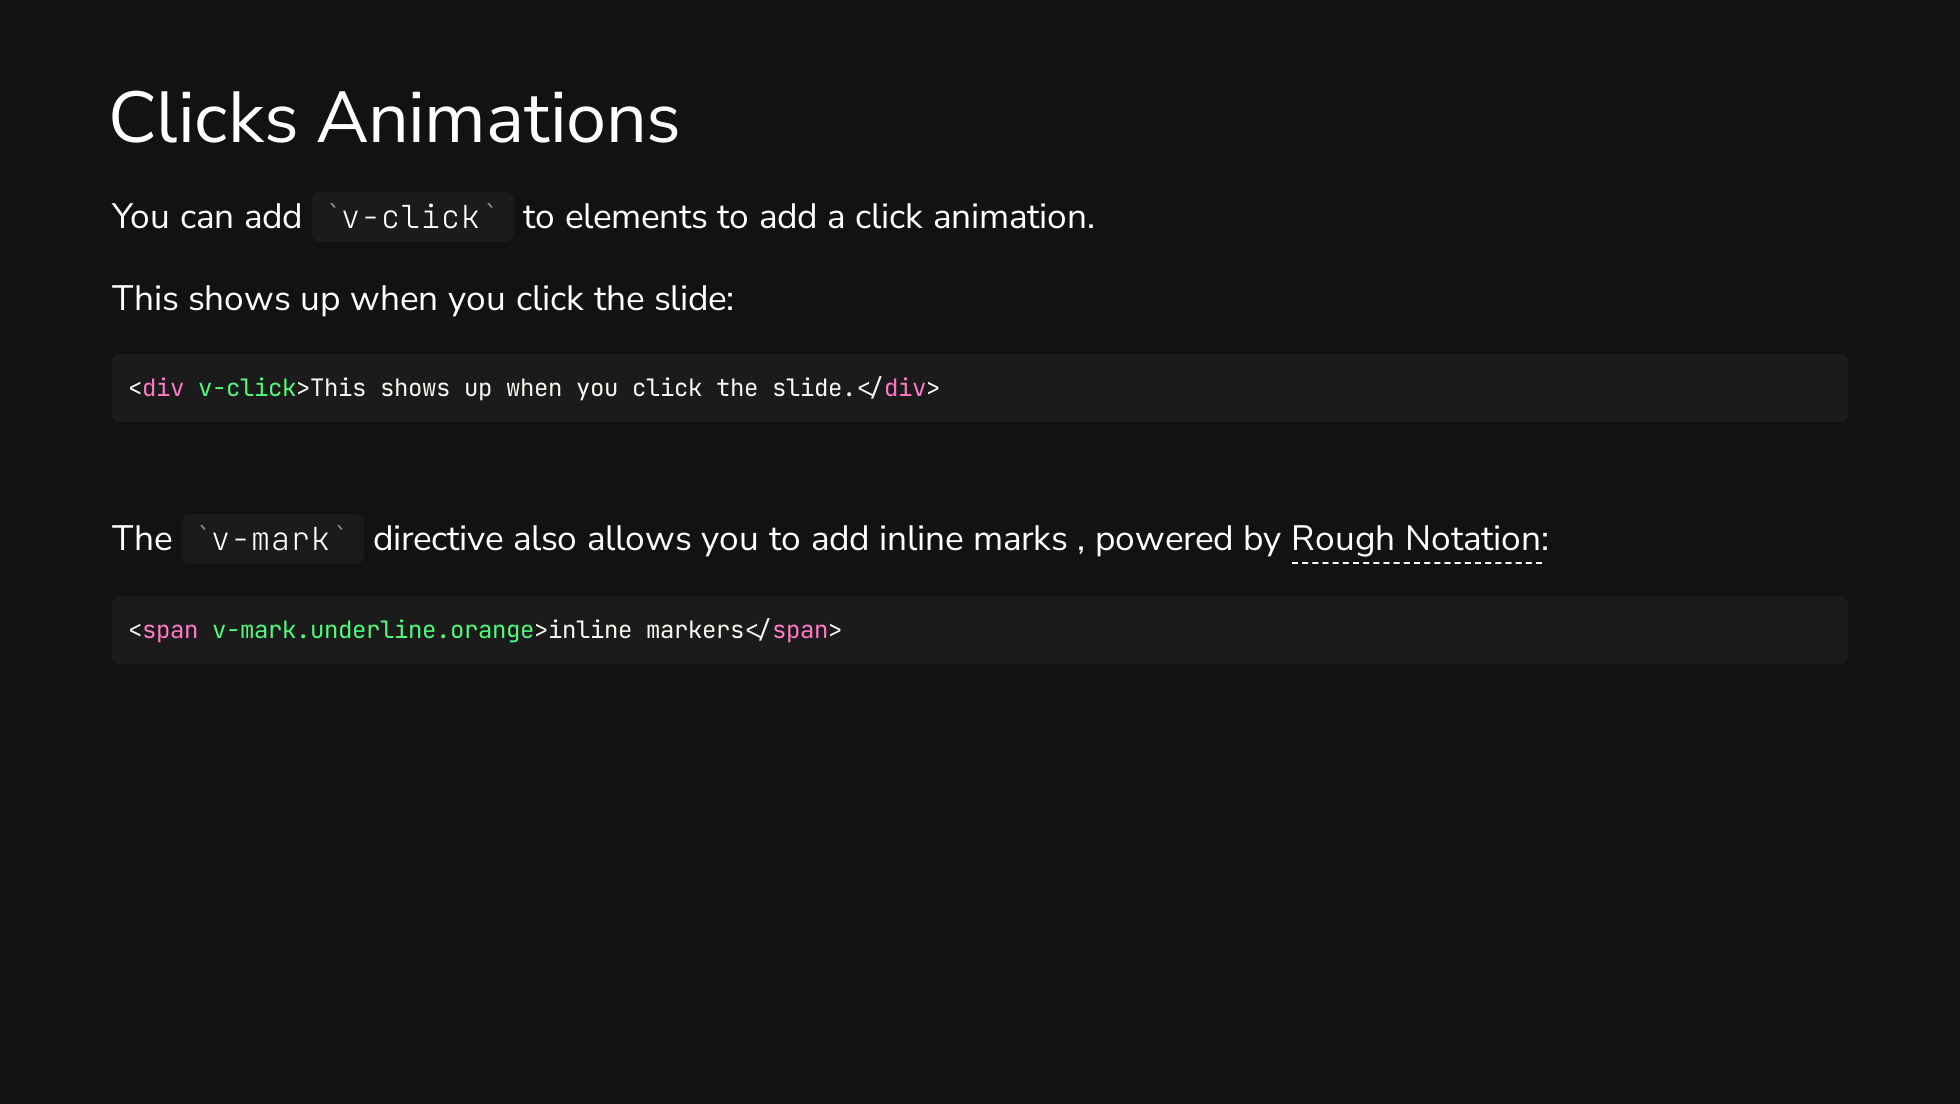 Clicks Animations
You can add `v-click` to elements to add a click animation.
This shows up when you click the slide:
<div v-click>This shows up when you click the slide.</div>
The `v-mark` directive also allows you to add inline marks , powered by Rough Notation:
<span v-mark.underline.orange>inline markers</span>